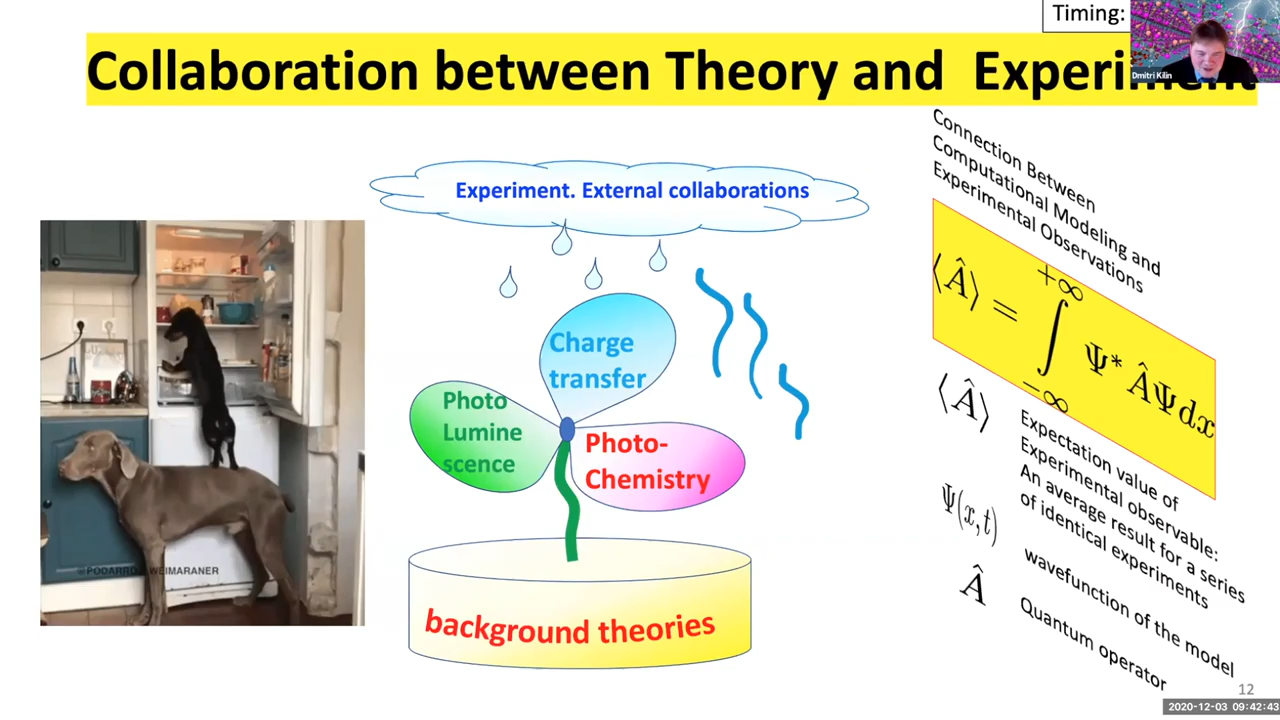 Timing:
Dmitri Kilin
Collaboration between Theory and Experiment
Connection Between
Computational Modeling and
Experimental Observations
Experiment. External collaborations
⟨Â⟩ = ∫ Ψ* Â Ψ dx
+∞
−∞
Charge
transfer
Photo
Lumine
scence
Photo-
Chemistry
background theories
WEIMARANER
⟨Â⟩
Expectation value of
Experimental observable:
An average result for a series
of identical experiments
Ψ(x,t)
wavefunction of the model
Â
Quantum operator
12
2020-12-03 09:42:43